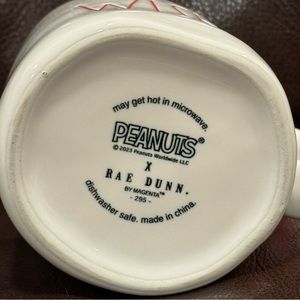 may get hot in microwave.
PEANUTS®
©2023 Peanuts Worldwide LLC
X
RAE DUNN.
BY MAGENTA™
- 295 -
dishwasher safe. made in china.